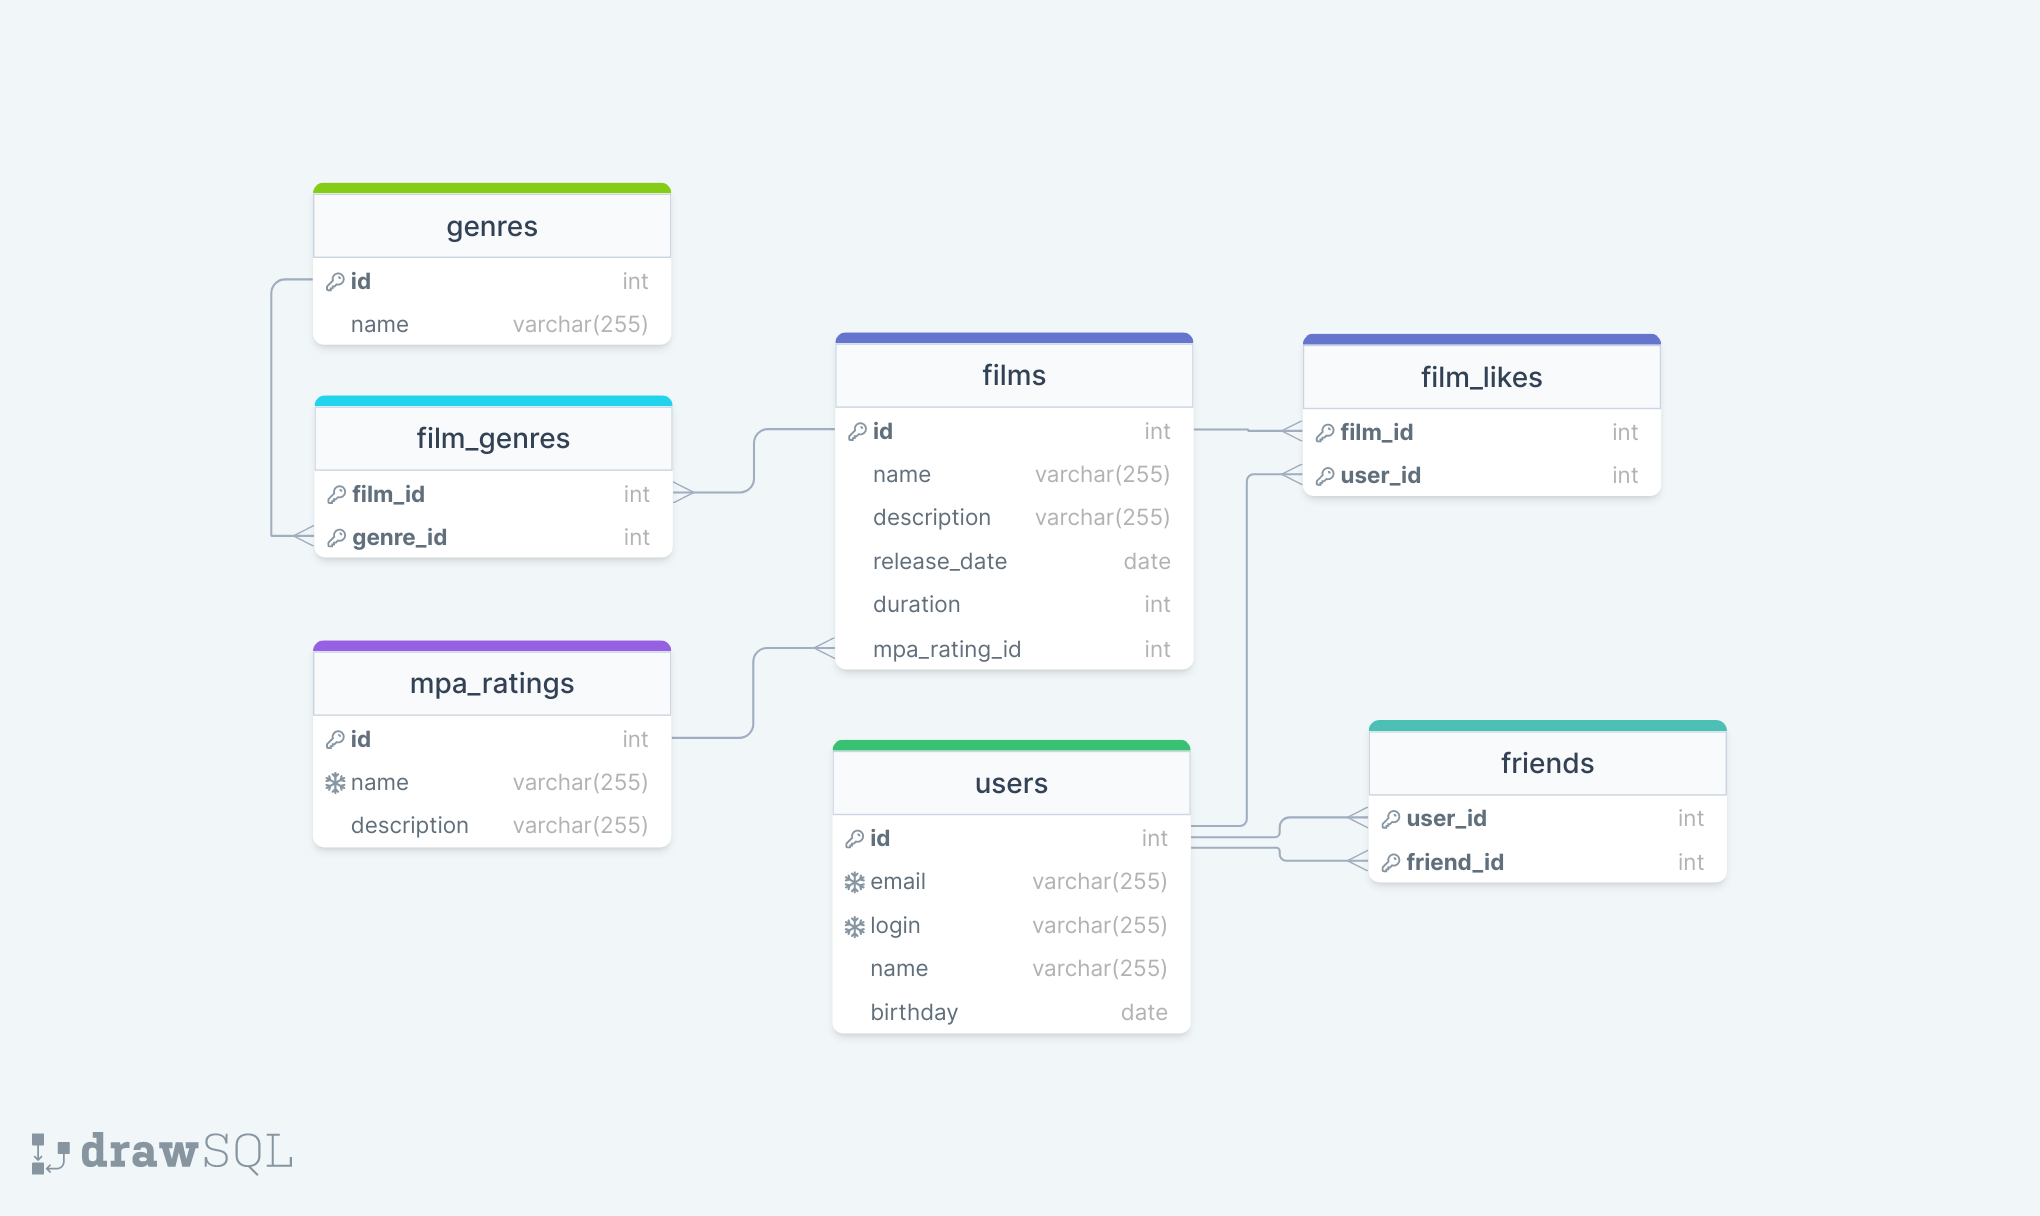 genres
id int
name varchar(255)
film_genres
film_id int
genre_id int
mpa_ratings
id int
name varchar(255)
description varchar(255)
films
id int
name varchar(255)
description varchar(255)
release_date date
duration int
mpa_rating_id int
users
id int
email varchar(255)
login varchar(255)
name varchar(255)
birthday date
film_likes
film_id int
user_id int
friends
user_id int
friend_id int
drawSQL